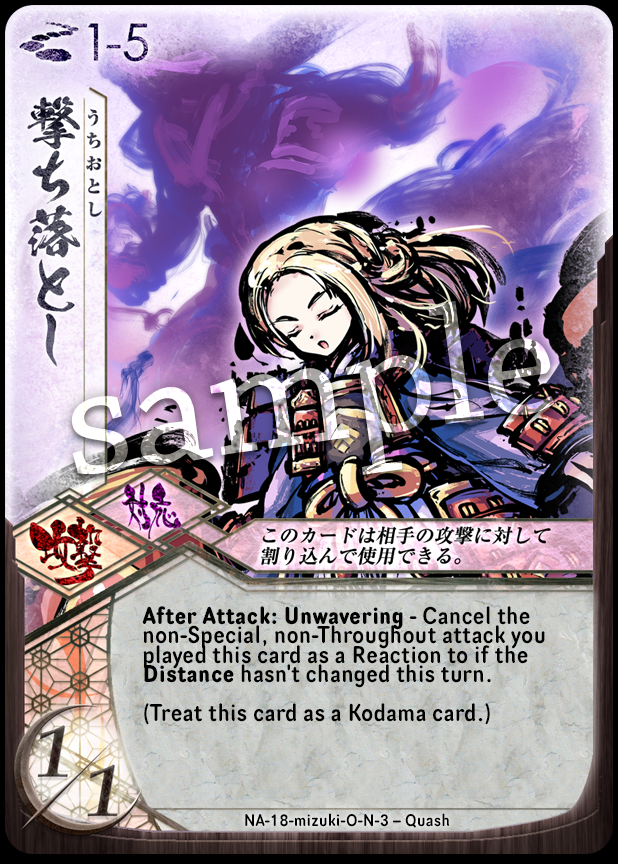 1-5
撃ち落とし
うちおとし
sample
攻撃
対応
このカードは相手の攻撃に対して
割り込んで使用できる。
After Attack: Unwavering - Cancel the
non-Special, non-Throughout attack you
played this card as a Reaction to if the
Distance hasn't changed this turn.
(Treat this card as a Kodama card.)
1/1
NA-18-mizuki-O-N-3 – Quash